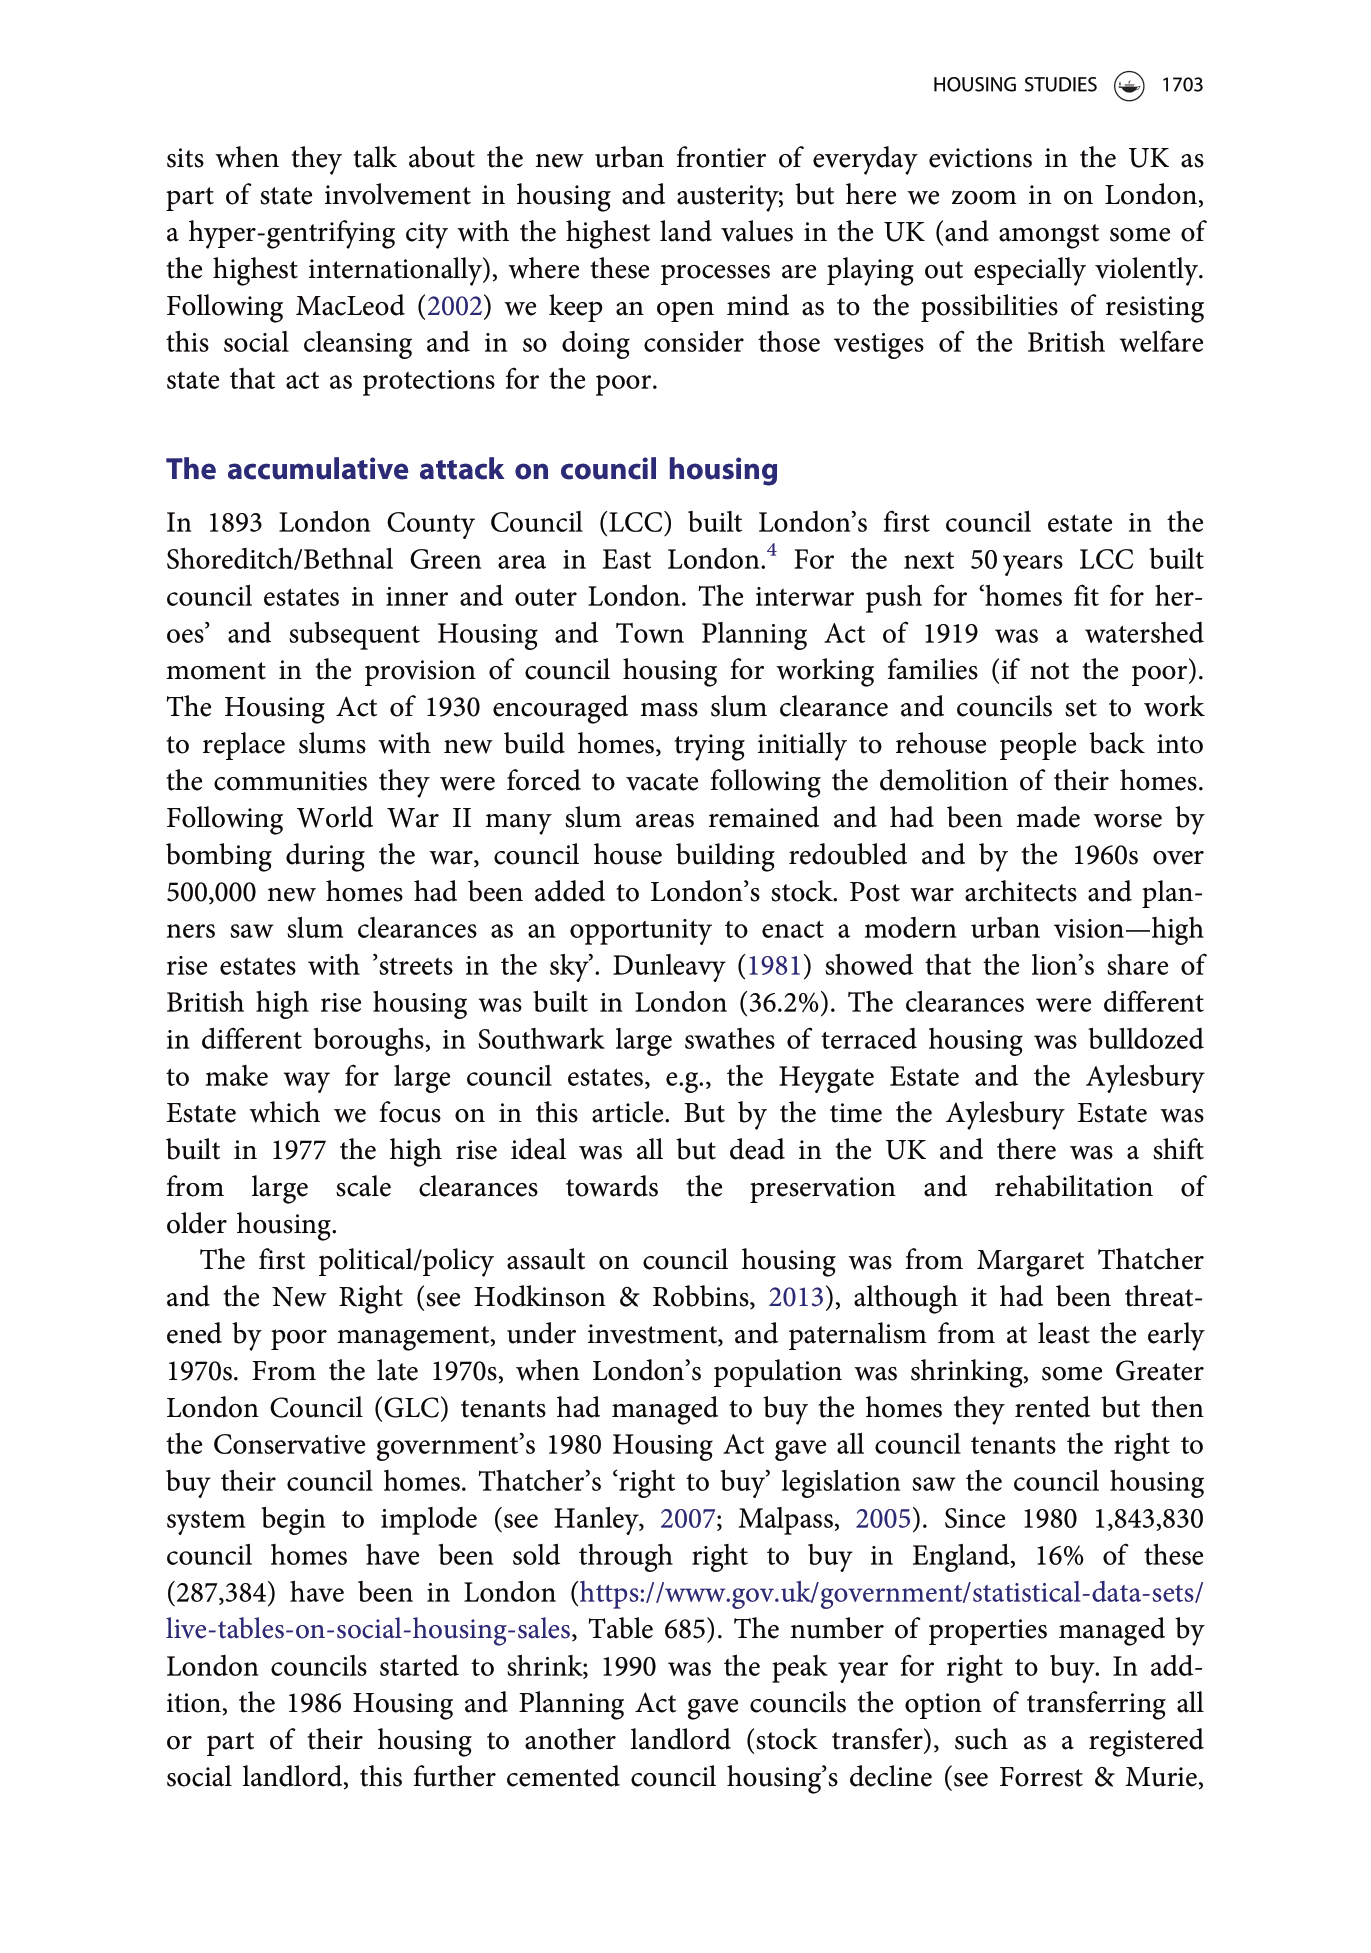 HOUSING STUDIES 1703
sits when they talk about the new urban frontier of everyday evictions in the UK as
part of state involvement in housing and austerity; but here we zoom in on London,
a hyper-gentrifying city with the highest land values in the UK (and amongst some of
the highest internationally), where these processes are playing out especially violently.
Following MacLeod (2002) we keep an open mind as to the possibilities of resisting
this social cleansing and in so doing consider those vestiges of the British welfare
state that act as protections for the poor.
The accumulative attack on council housing
In 1893 London County Council (LCC) built London’s first council estate in the
Shoreditch/Bethnal Green area in East London.4 For the next 50 years LCC built
council estates in inner and outer London. The interwar push for ‘homes fit for her-
oes’ and subsequent Housing and Town Planning Act of 1919 was a watershed
moment in the provision of council housing for working families (if not the poor).
The Housing Act of 1930 encouraged mass slum clearance and councils set to work
to replace slums with new build homes, trying initially to rehouse people back into
the communities they were forced to vacate following the demolition of their homes.
Following World War II many slum areas remained and had been made worse by
bombing during the war, council house building redoubled and by the 1960s over
500,000 new homes had been added to London’s stock. Post war architects and plan-
ners saw slum clearances as an opportunity to enact a modern urban vision—high
rise estates with ’streets in the sky’. Dunleavy (1981) showed that the lion’s share of
British high rise housing was built in London (36.2%). The clearances were different
in different boroughs, in Southwark large swathes of terraced housing was bulldozed
to make way for large council estates, e.g., the Heygate Estate and the Aylesbury
Estate which we focus on in this article. But by the time the Aylesbury Estate was
built in 1977 the high rise ideal was all but dead in the UK and there was a shift
from large scale clearances towards the preservation and rehabilitation of
older housing.
The first political/policy assault on council housing was from Margaret Thatcher
and the New Right (see Hodkinson & Robbins, 2013), although it had been threat-
ened by poor management, under investment, and paternalism from at least the early
1970s. From the late 1970s, when London’s population was shrinking, some Greater
London Council (GLC) tenants had managed to buy the homes they rented but then
the Conservative government’s 1980 Housing Act gave all council tenants the right to
buy their council homes. Thatcher’s ‘right to buy’ legislation saw the council housing
system begin to implode (see Hanley, 2007; Malpass, 2005). Since 1980 1,843,830
council homes have been sold through right to buy in England, 16% of these
(287,384) have been in London (https://www.gov.uk/government/statistical-data-sets/
live-tables-on-social-housing-sales, Table 685). The number of properties managed by
London councils started to shrink; 1990 was the peak year for right to buy. In add-
ition, the 1986 Housing and Planning Act gave councils the option of transferring all
or part of their housing to another landlord (stock transfer), such as a registered
social landlord, this further cemented council housing’s decline (see Forrest & Murie,